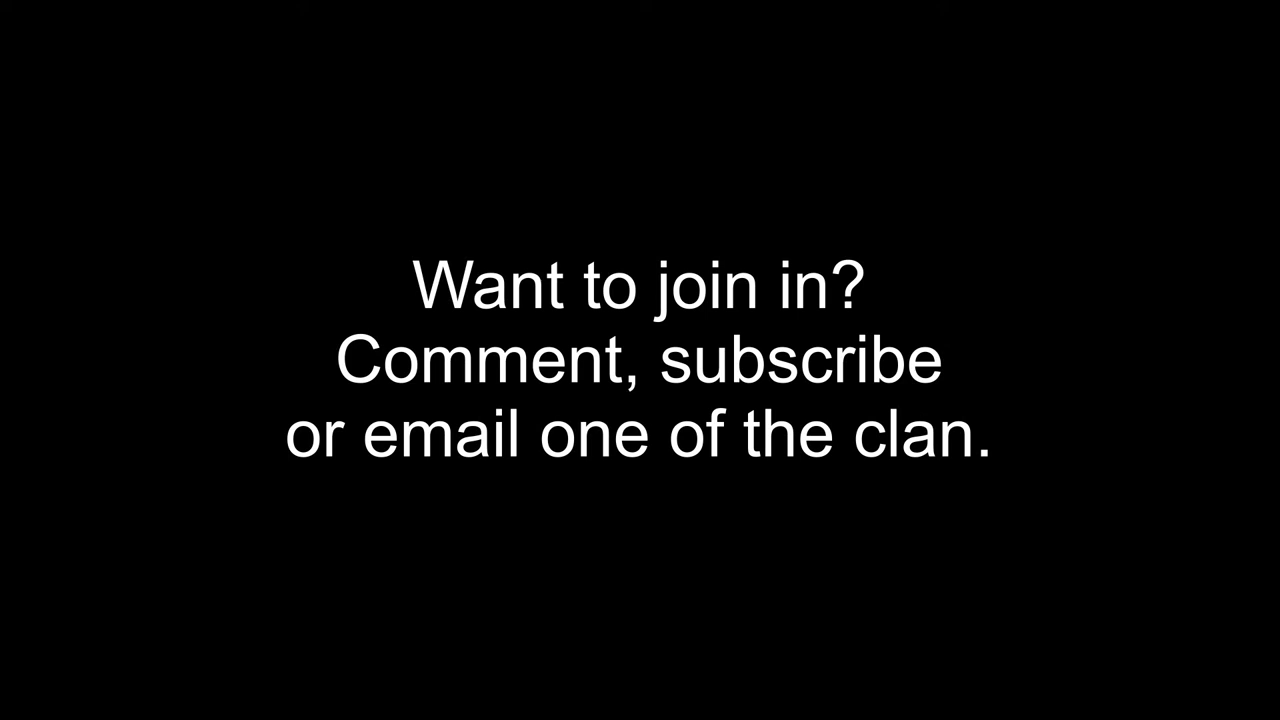 Want to join in?
Comment, subscribe
or email one of the clan.